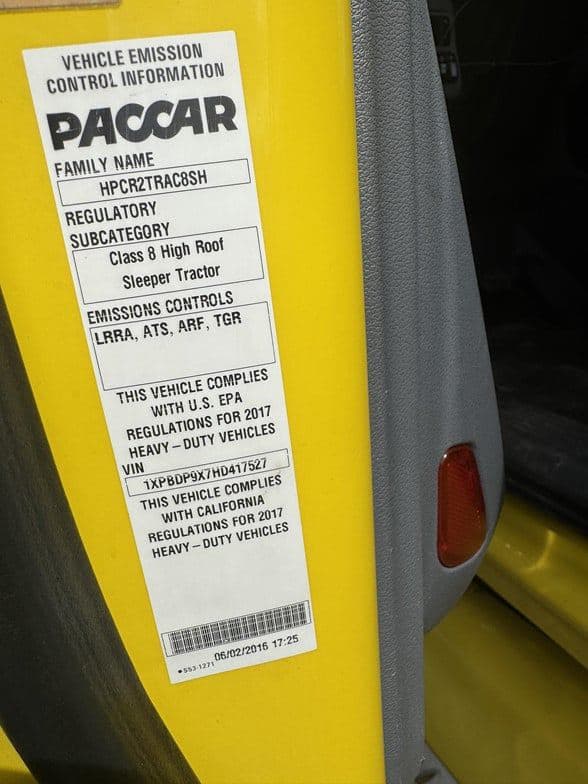 VEHICLE EMISSION
CONTROL INFORMATION
PACCAR
FAMILY NAME
HPCR2TRAC8SH
REGULATORY
SUBCATEGORY
Class 8 High Roof
Sleeper Tractor
EMISSIONS CONTROLS
LRRA, ATS, ARF, TGR
THIS VEHICLE COMPLIES
WITH U.S. EPA
REGULATIONS FOR 2017
HEAVY-DUTY VEHICLES
VIN
1XPBDP9X7HD417527
THIS VEHICLE COMPLIES
WITH CALIFORNIA
REGULATIONS FOR 2017
HEAVY-DUTY VEHICLES
•S53-1271 06/02/2016 17:25